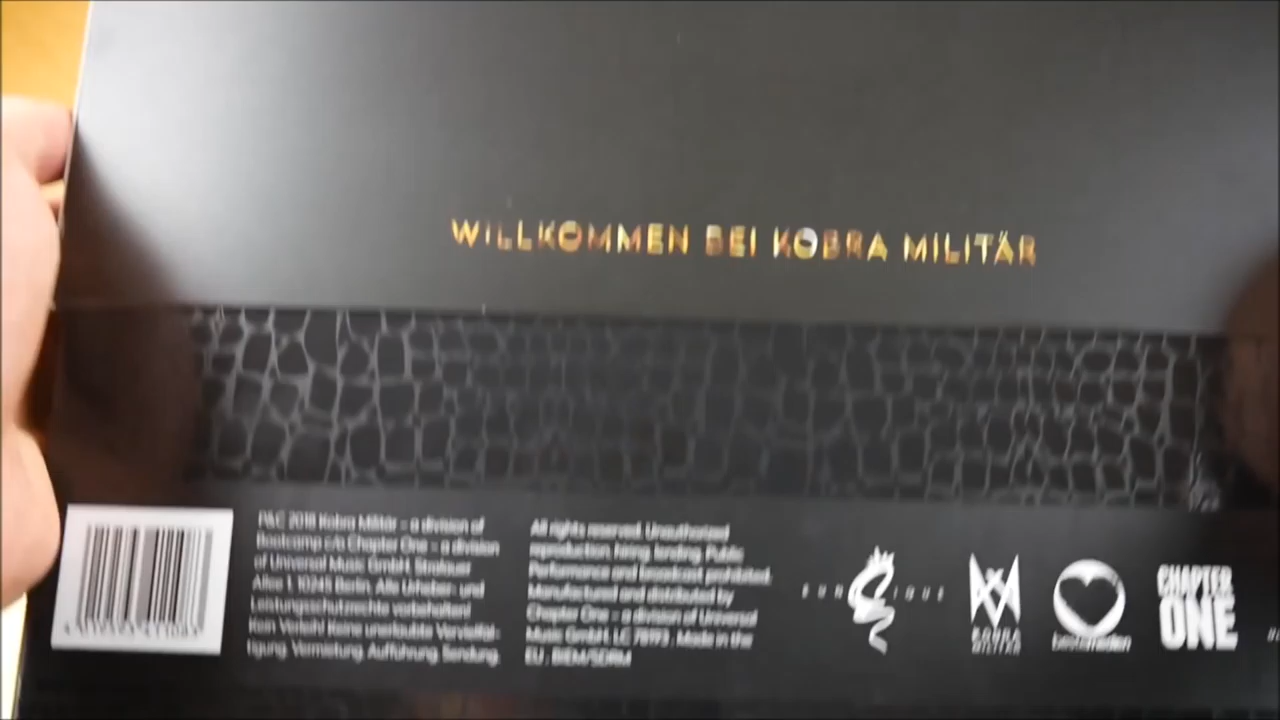 WILLKOMMEN BEI KOBRA MILITÄR
P&C 2018 Kobra Militär – a division of
Bootcamp c/o Chapter One – a division
of Universal Music GmbH. Stralauer
Allee 1, 10245 Berlin. Alle Urheber- und
Leistungsschutzrechte vorbehalten!
Kein Verleih! Keine unerlaubte Vervielfäl-
tigung, Vermietung, Aufführung, Sendung.
All rights reserved. Unauthorized
reproduction, hiring, lending. Public
Performance and broadcast prohibited.
Manufactured and distributed by
Chapter One – a division of Universal
Music GmbH. LC 78193. Made in the
EU. BIEM/SDRM
KOBRA
MILITÄR
CHAPTER
ONE